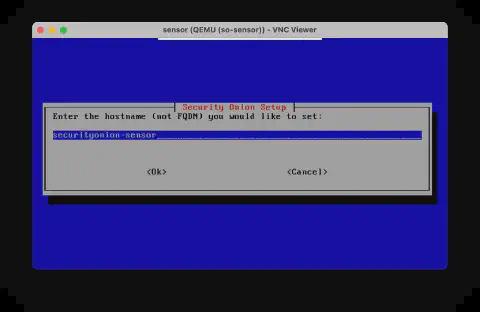 sensor (QEMU (so-sensor)) - VNC Viewer
Security Onion Setup
Enter the hostname (not FQDN) you would like to set:
securityonion-sensor
<Ok> <Cancel>